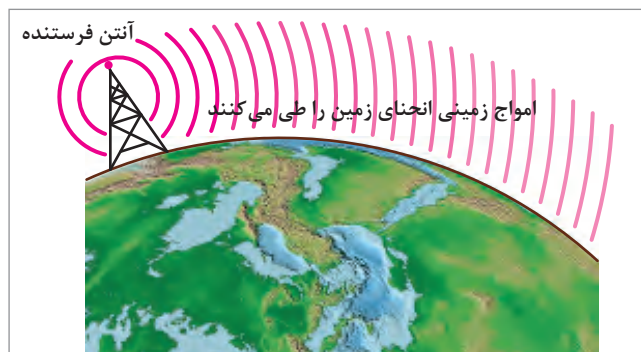 آنتن فرستنده
امواج زمینی انحنای زمین را طی می‌کنند